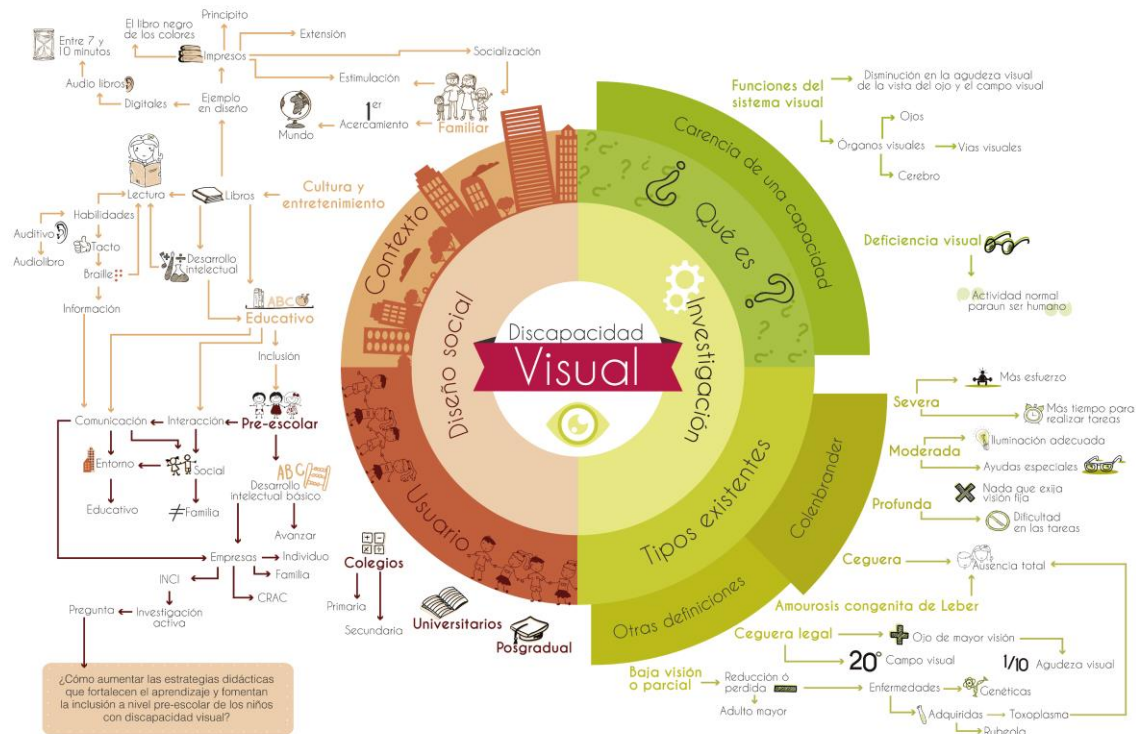 Principito
El libro negro
de los colores
Extensión
Entre 7 y
10 minutos
Impresos
Socialización
Audio libros
Estimulación
Digitales
Ejemplo
en diseño
Mundo
1er
Acercamiento
Familiar
Lectura
Libros
Cultura y
entretenimiento
Habilidades
Auditivo
Tacto
Audiolibro
Braille
Desarrollo
intelectual
Información
ABC
Educativo
Inclusión
Comunicación
Interacción
Pre-escolar
Entorno
Social
ABC
Desarrollo
intelectual básico
Educativo
≠Familia
Avanzar
Empresas
Individuo
INCI
Familia
CRAC
Pregunta
Investigación
activa
¿Cómo aumentar las estrategias didácticas
que fortalecen el aprendizaje y fomentan
la inclusión a nivel pre-escolar de los niños
con discapacidad visual?
Colegios
Primaria
Secundaria
Universitarios
Posgradual
Contexto
Usuario
Diseño social
Discapacidad
Visual
Investigación
¿Qué es?
Carencia de una capacidad
Tipos existentes
Colenbrander
Otras definiciones
Funciones del
sistema visual
Disminución en la agudeza visual
de la vista del ojo y el campo visual
Ojos
Órganos visuales
Vias visuales
Cerebro
Deficiencia visual
Actividad normal
paraun ser humano
Severa
Más esfuerzo
Más tiempo para
realizar tareas
Moderada
Iluminación adecuada
Ayudas especiales
Profunda
Nada que exija
visión fija
Dificultad
en las tareas
Ceguera
Ausencia total
Amourosis congenita de Leber
Ceguera legal
Ojo de mayor visión
20° Campo visual
1/10 Agudeza visual
Baja visión
o parcial
Reducción ó
perdida
Enfermedades
Genéticas
Adulto mayor
Adquiridas
Toxoplasma
Rubeola